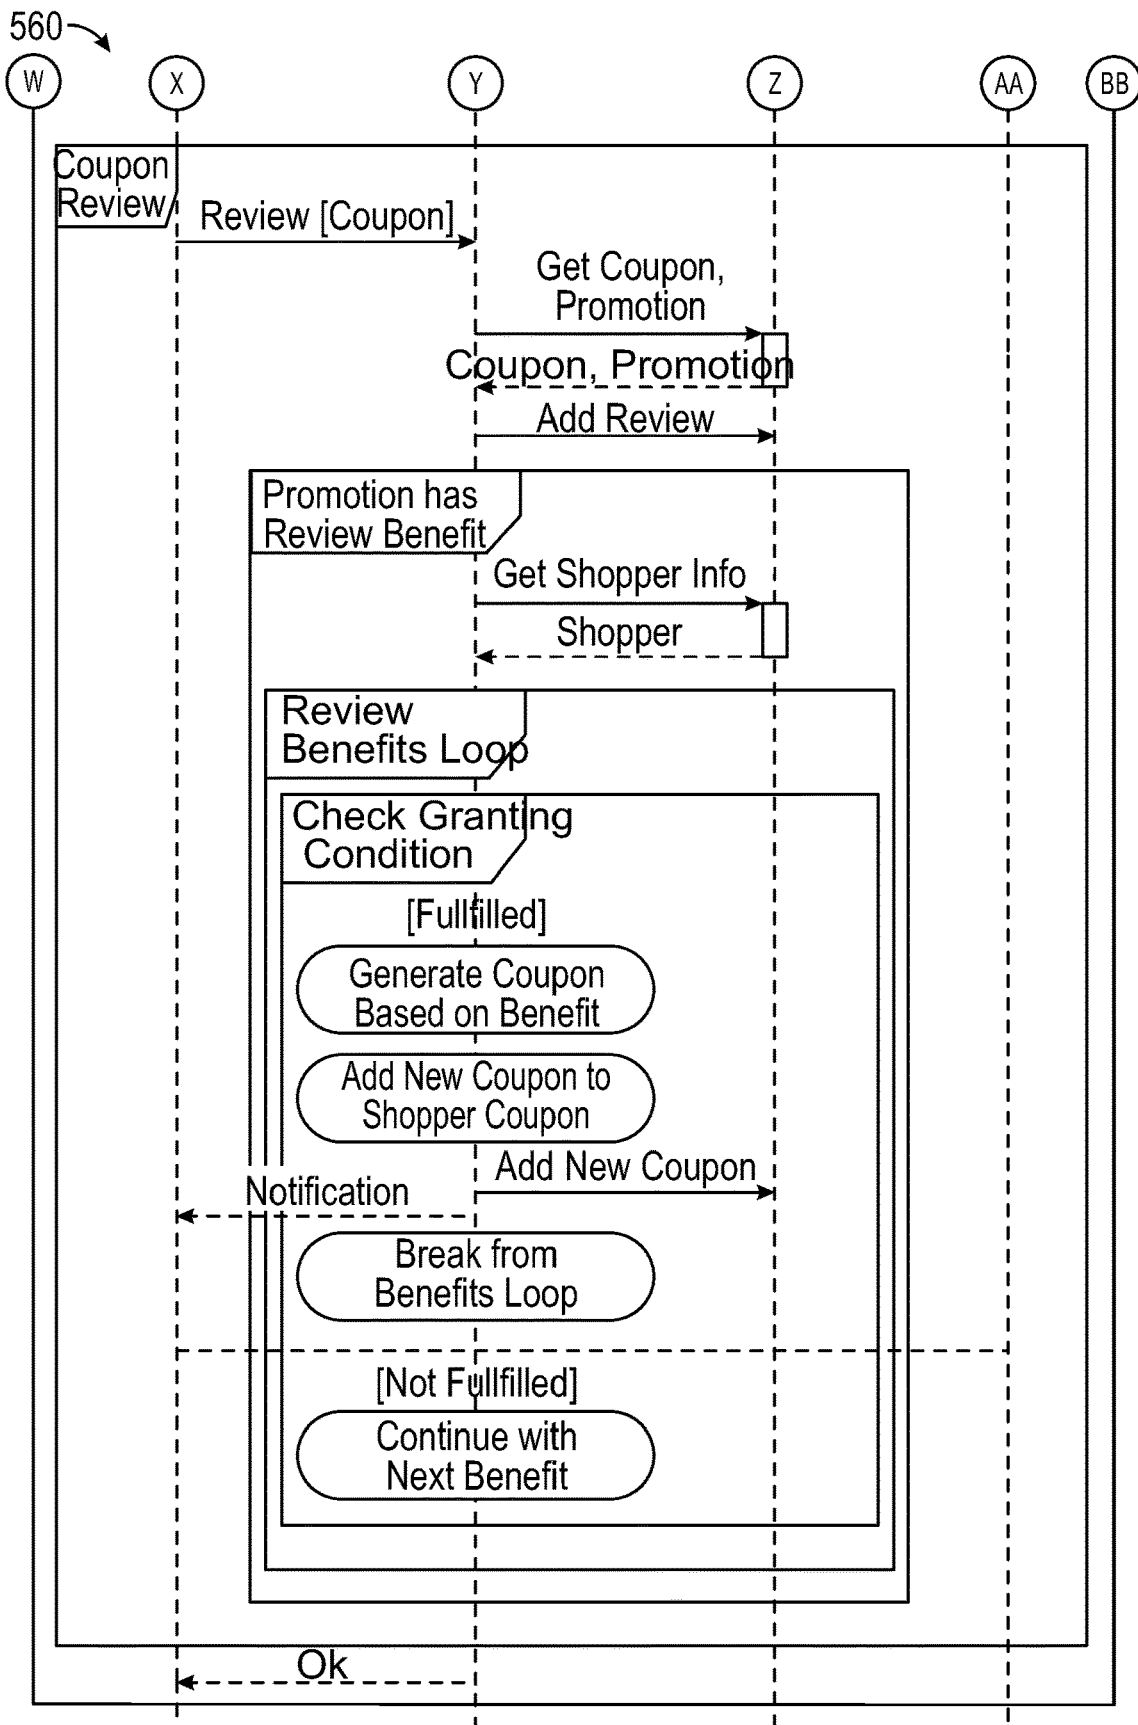 560
W X Y Z AA BB
Coupon
Review
Review [Coupon]
Get Coupon,
Promotion
Coupon, Promotion
Add Review
Promotion has
Review Benefit
Get Shopper Info
Shopper
Review
Benefits Loop
Check Granting
Condition
[Fullfilled]
Generate Coupon
Based on Benefit
Add New Coupon to
Shopper Coupon
Add New Coupon
Notification
Break from
Benefits Loop
[Not Fullfilled]
Continue with
Next Benefit
Ok